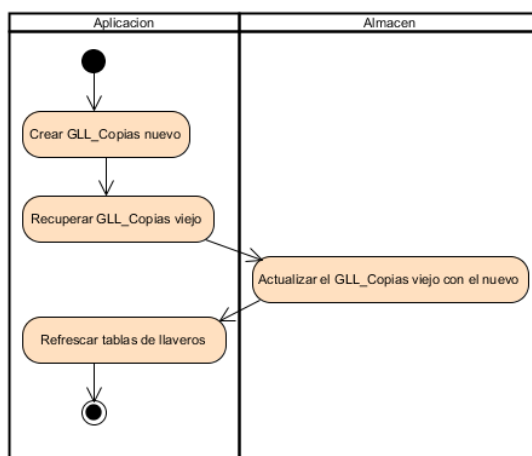 Aplicacion
Almacen
Crear GLL_Copias nuevo
Recuperar GLL_Copias viejo
Actualizar el GLL_Copias viejo con el nuevo
Refrescar tablas de llaveros